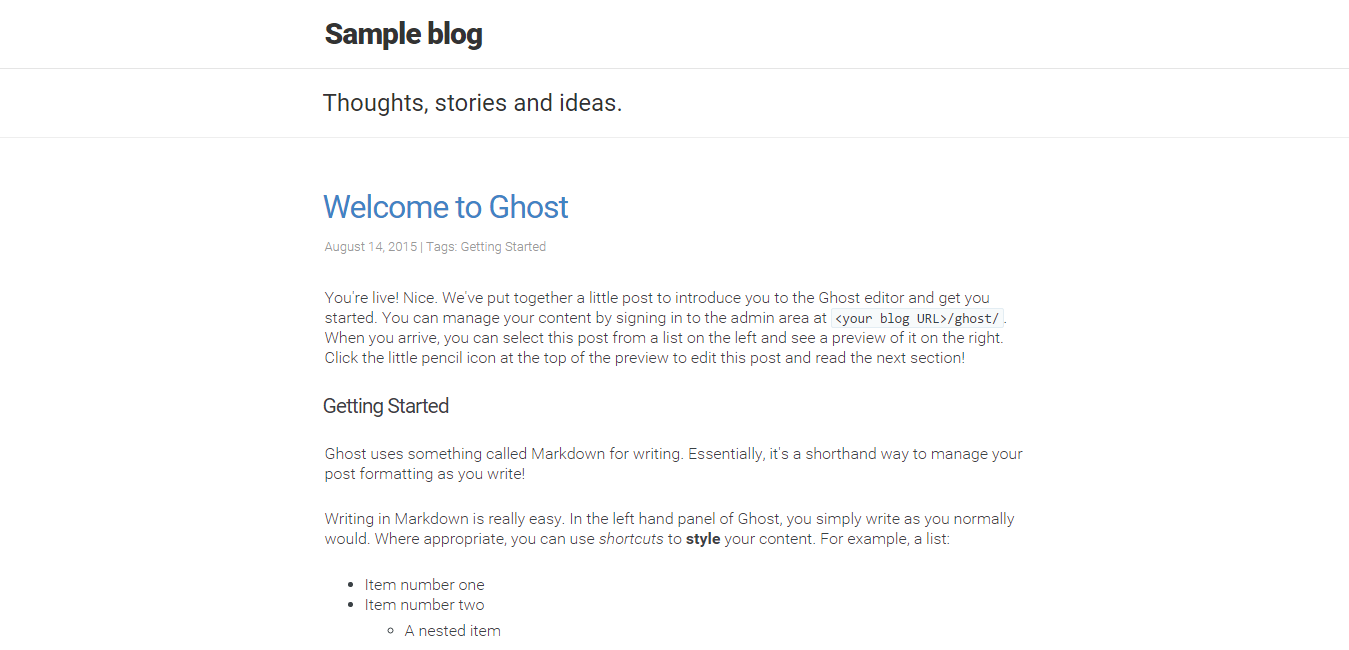 Sample blog
Thoughts, stories and ideas.
Welcome to Ghost
August 14, 2015 | Tags: Getting Started
You're live! Nice. We've put together a little post to introduce you to the Ghost editor and get you
started. You can manage your content by signing in to the admin area at <your blog URL>/ghost/.
When you arrive, you can select this post from a list on the left and see a preview of it on the right.
Click the little pencil icon at the top of the preview to edit this post and read the next section!
Getting Started
Ghost uses something called Markdown for writing. Essentially, it's a shorthand way to manage your
post formatting as you write!
Writing in Markdown is really easy. In the left hand panel of Ghost, you simply write as you normally
would. Where appropriate, you can use shortcuts to style your content. For example, a list:
• Item number one
• Item number two
◦ A nested item